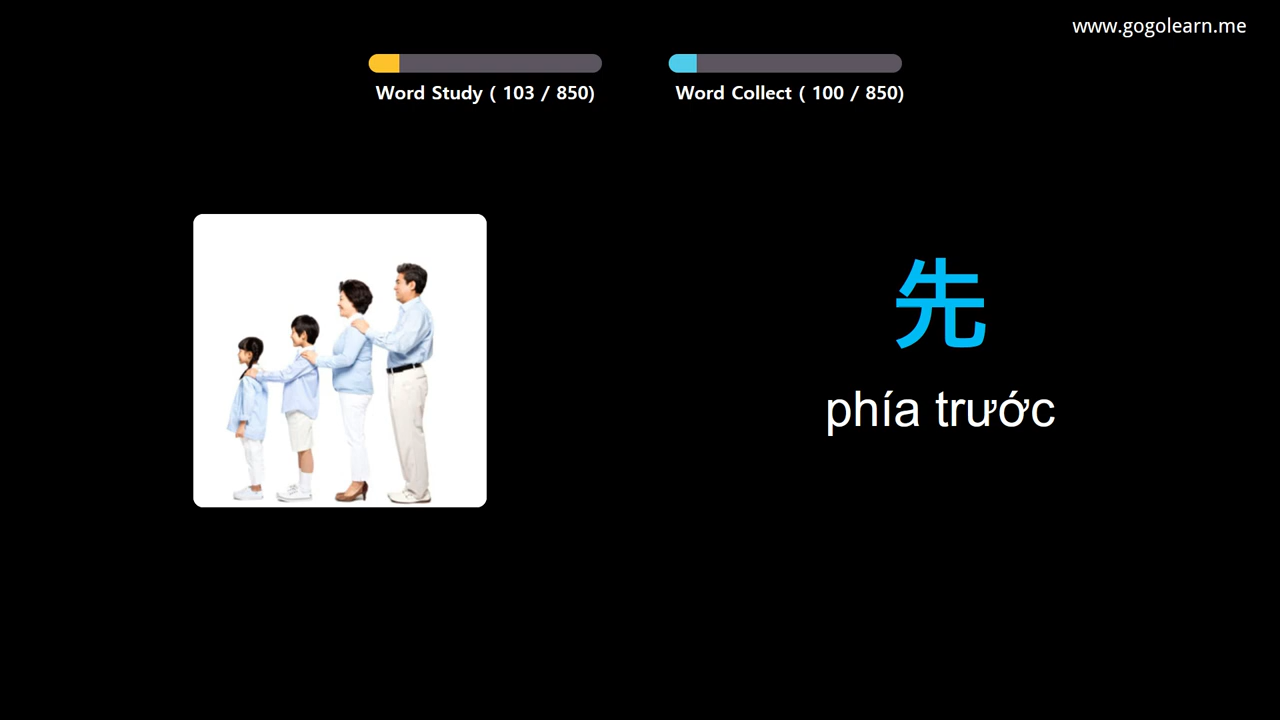 www.gogolearn.me
Word Study ( 103 / 850)
Word Collect ( 100 / 850)
先
phía trước